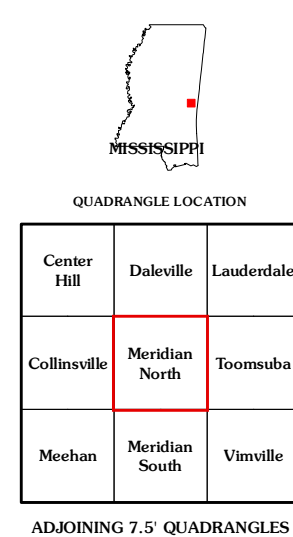 MISSISSIPPI
QUADRANGLE LOCATION
Center
Hill
Daleville
Lauderdale
Collinsville
Meridian
North
Toomsuba
Meehan
Meridian
South
Vimville
ADJOINING 7.5' QUADRANGLES